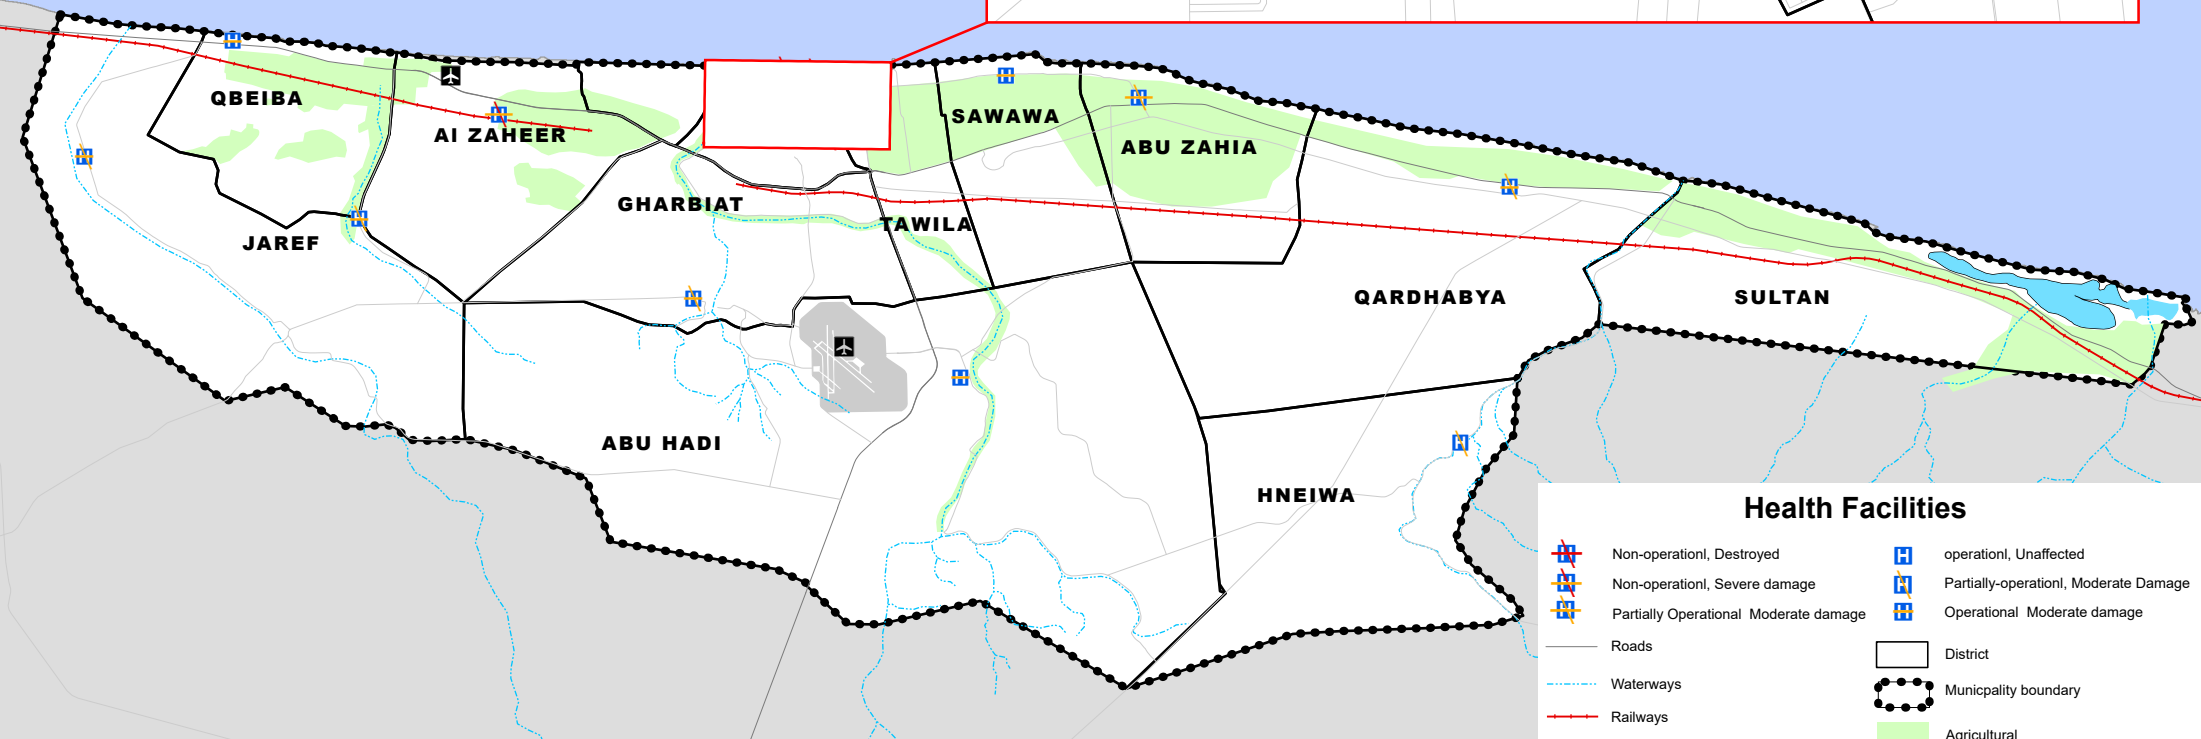 QBEIBA
AI ZAHEER
SAWAWA
ABU ZAHIA
GHARBIAT
TAWILA
JAREF
QARDHABYA
SULTAN
ABU HADI
HNEIWA
Health Facilities
Non-operationl, Destroyed
operationl, Unaffected
Non-operationl, Severe damage
Partially-operationl, Moderate Damage
Partially Operational Moderate damage
Operational Moderate damage
Roads
District
Waterways
Municpality boundary
Railways
Agricultural